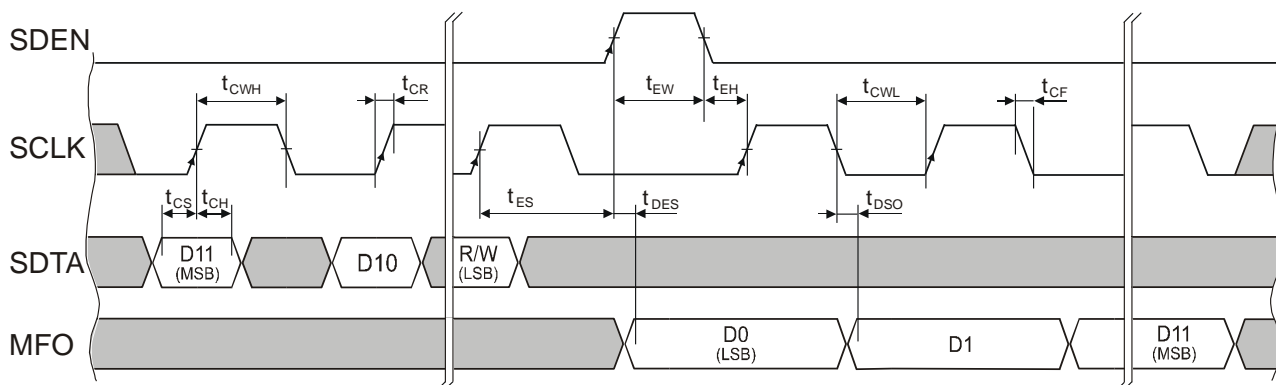 SDEN
tCWH
tCR
tEW
tEH
tCWL
tCF
SCLK
tCS
tCH
tES
tDES
tDSO
SDTA
D11
(MSB)
D10
R/W
(LSB)
MFO
D0
(LSB)
D1
D11
(MSB)